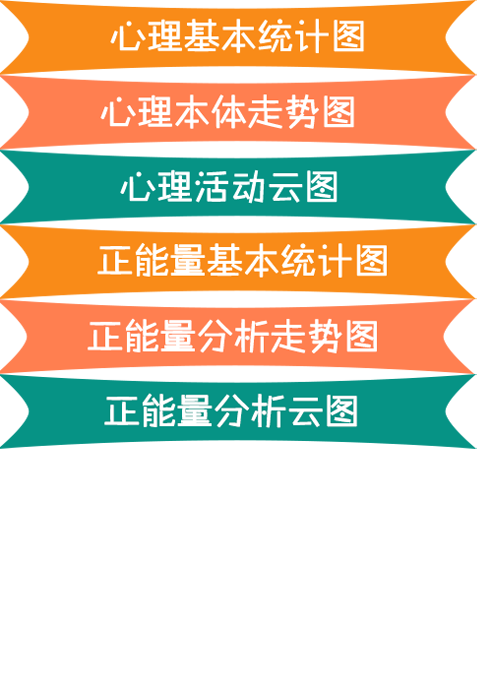 心理基本统计图
心理本体走势图
心理活动云图
正能量基本统计图
正能量分析走势图
正能量分析云图